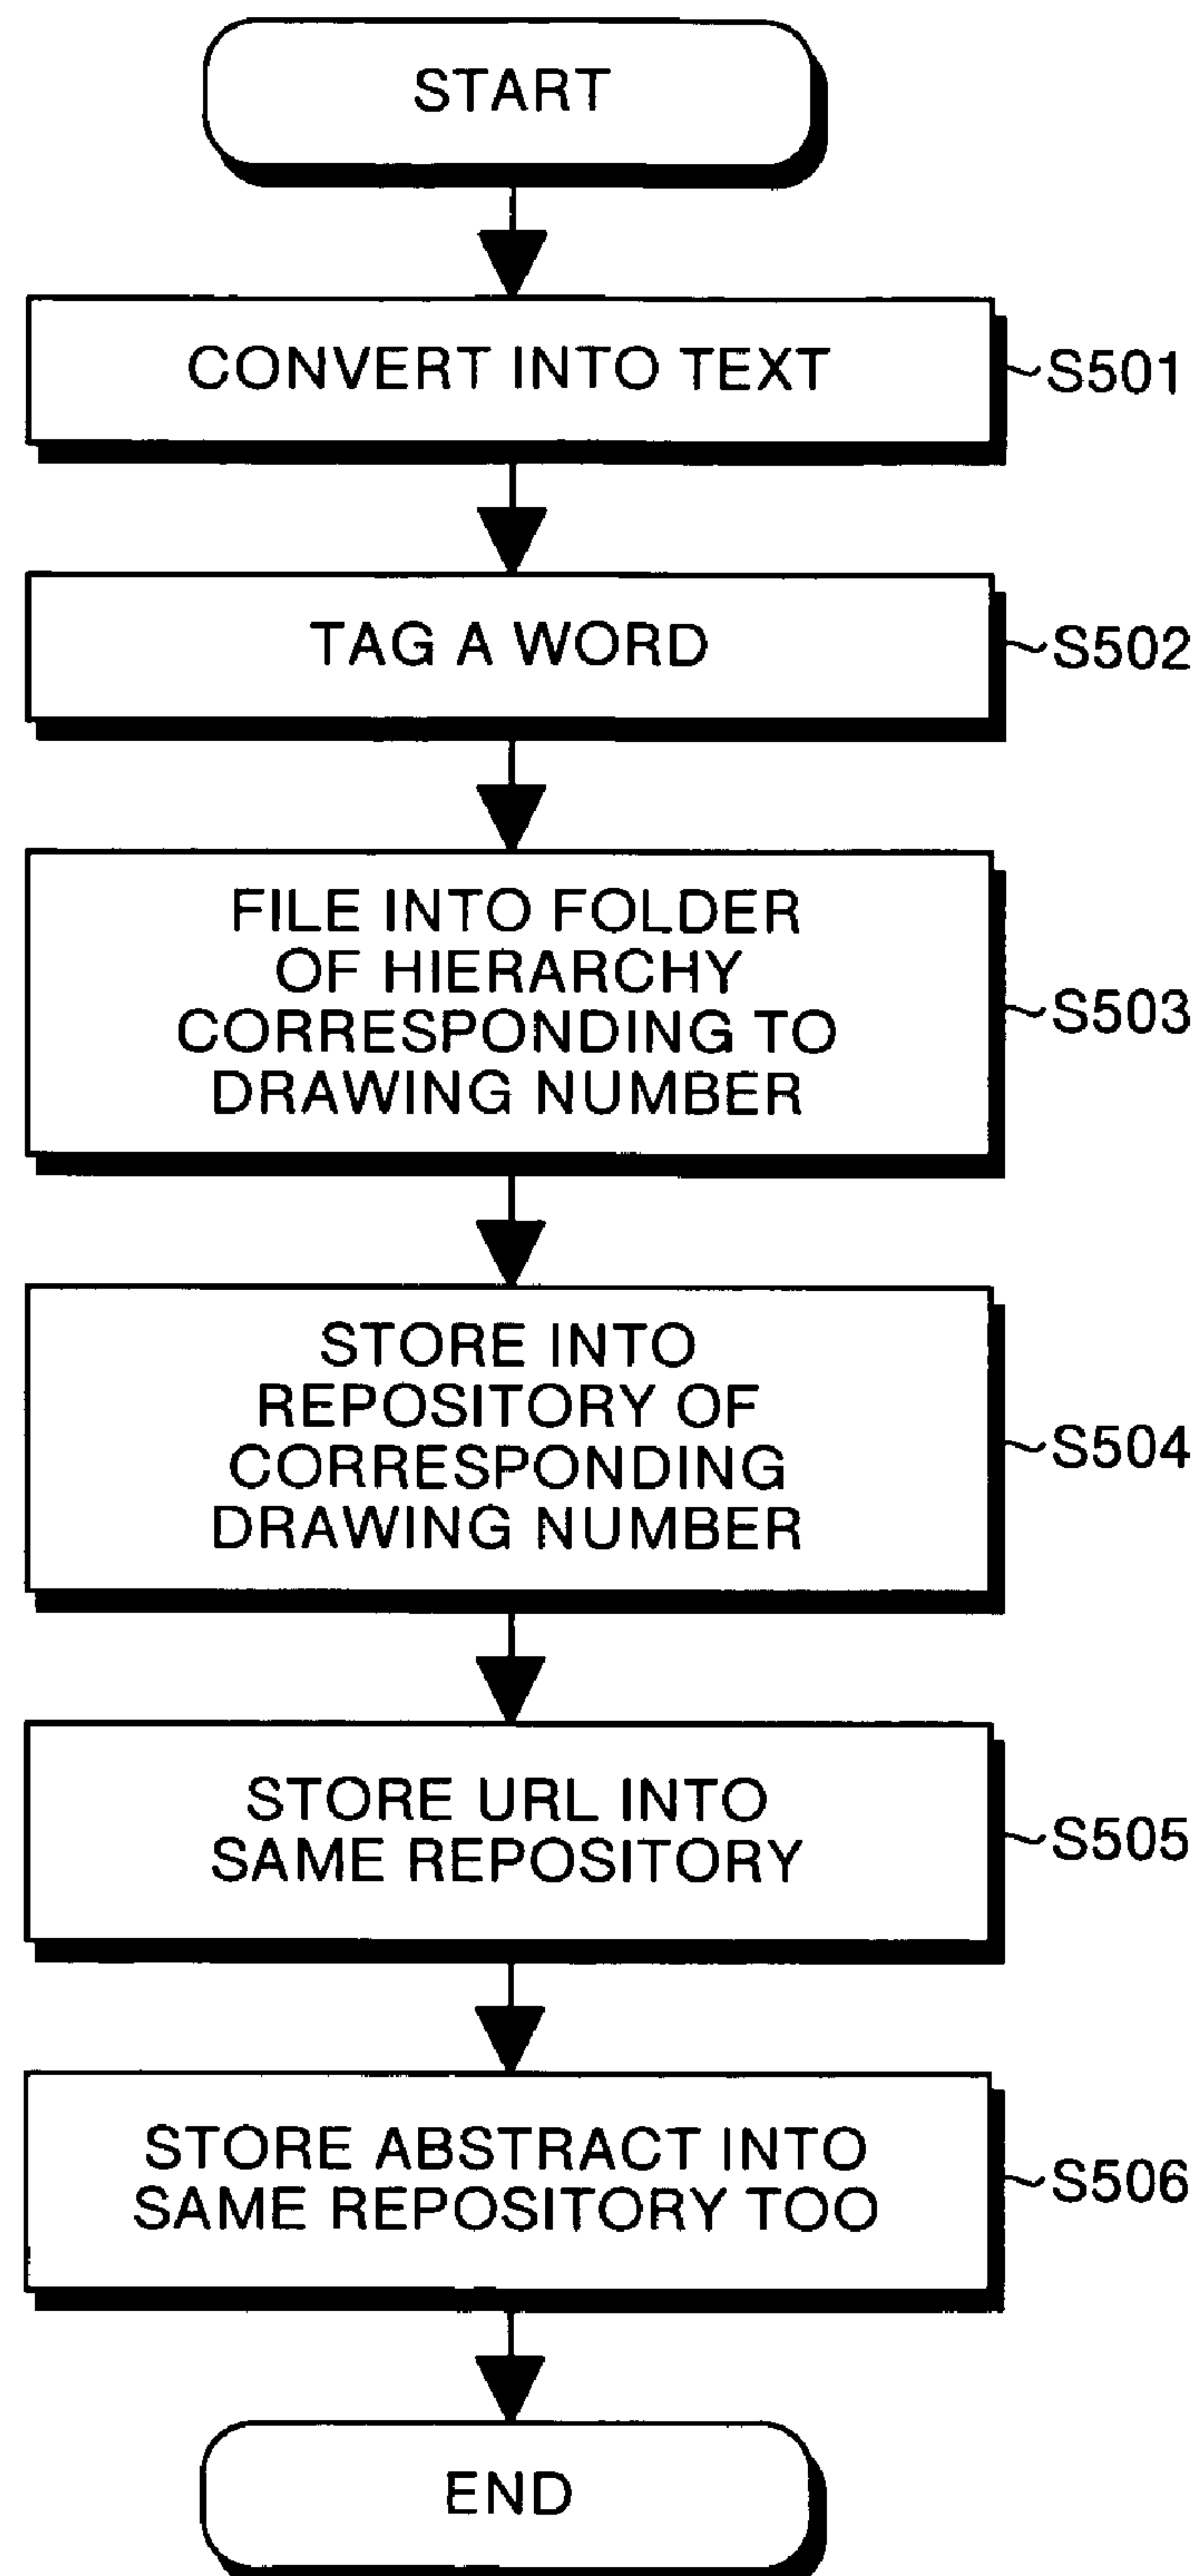 START
CONVERT INTO TEXT
S501
TAG A WORD
S502
FILE INTO FOLDER
OF HIERARCHY
CORRESPONDING TO
DRAWING NUMBER
S503
STORE INTO
REPOSITORY OF
CORRESPONDING
DRAWING NUMBER
S504
STORE URL INTO
SAME REPOSITORY
S505
STORE ABSTRACT INTO
SAME REPOSITORY TOO
S506
END